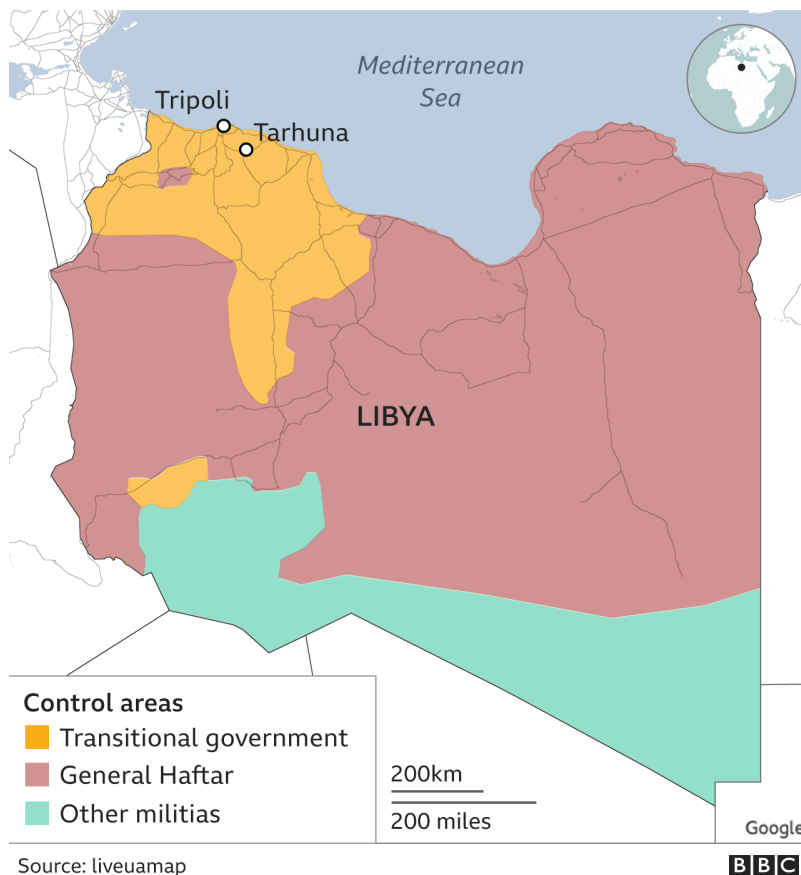 Mediterranean
Sea
Tripoli
Tarhuna
LIBYA
Control areas
Transitional government
General Haftar
Other militias
200km
200 miles
Google
Source: liveuamap
BBC